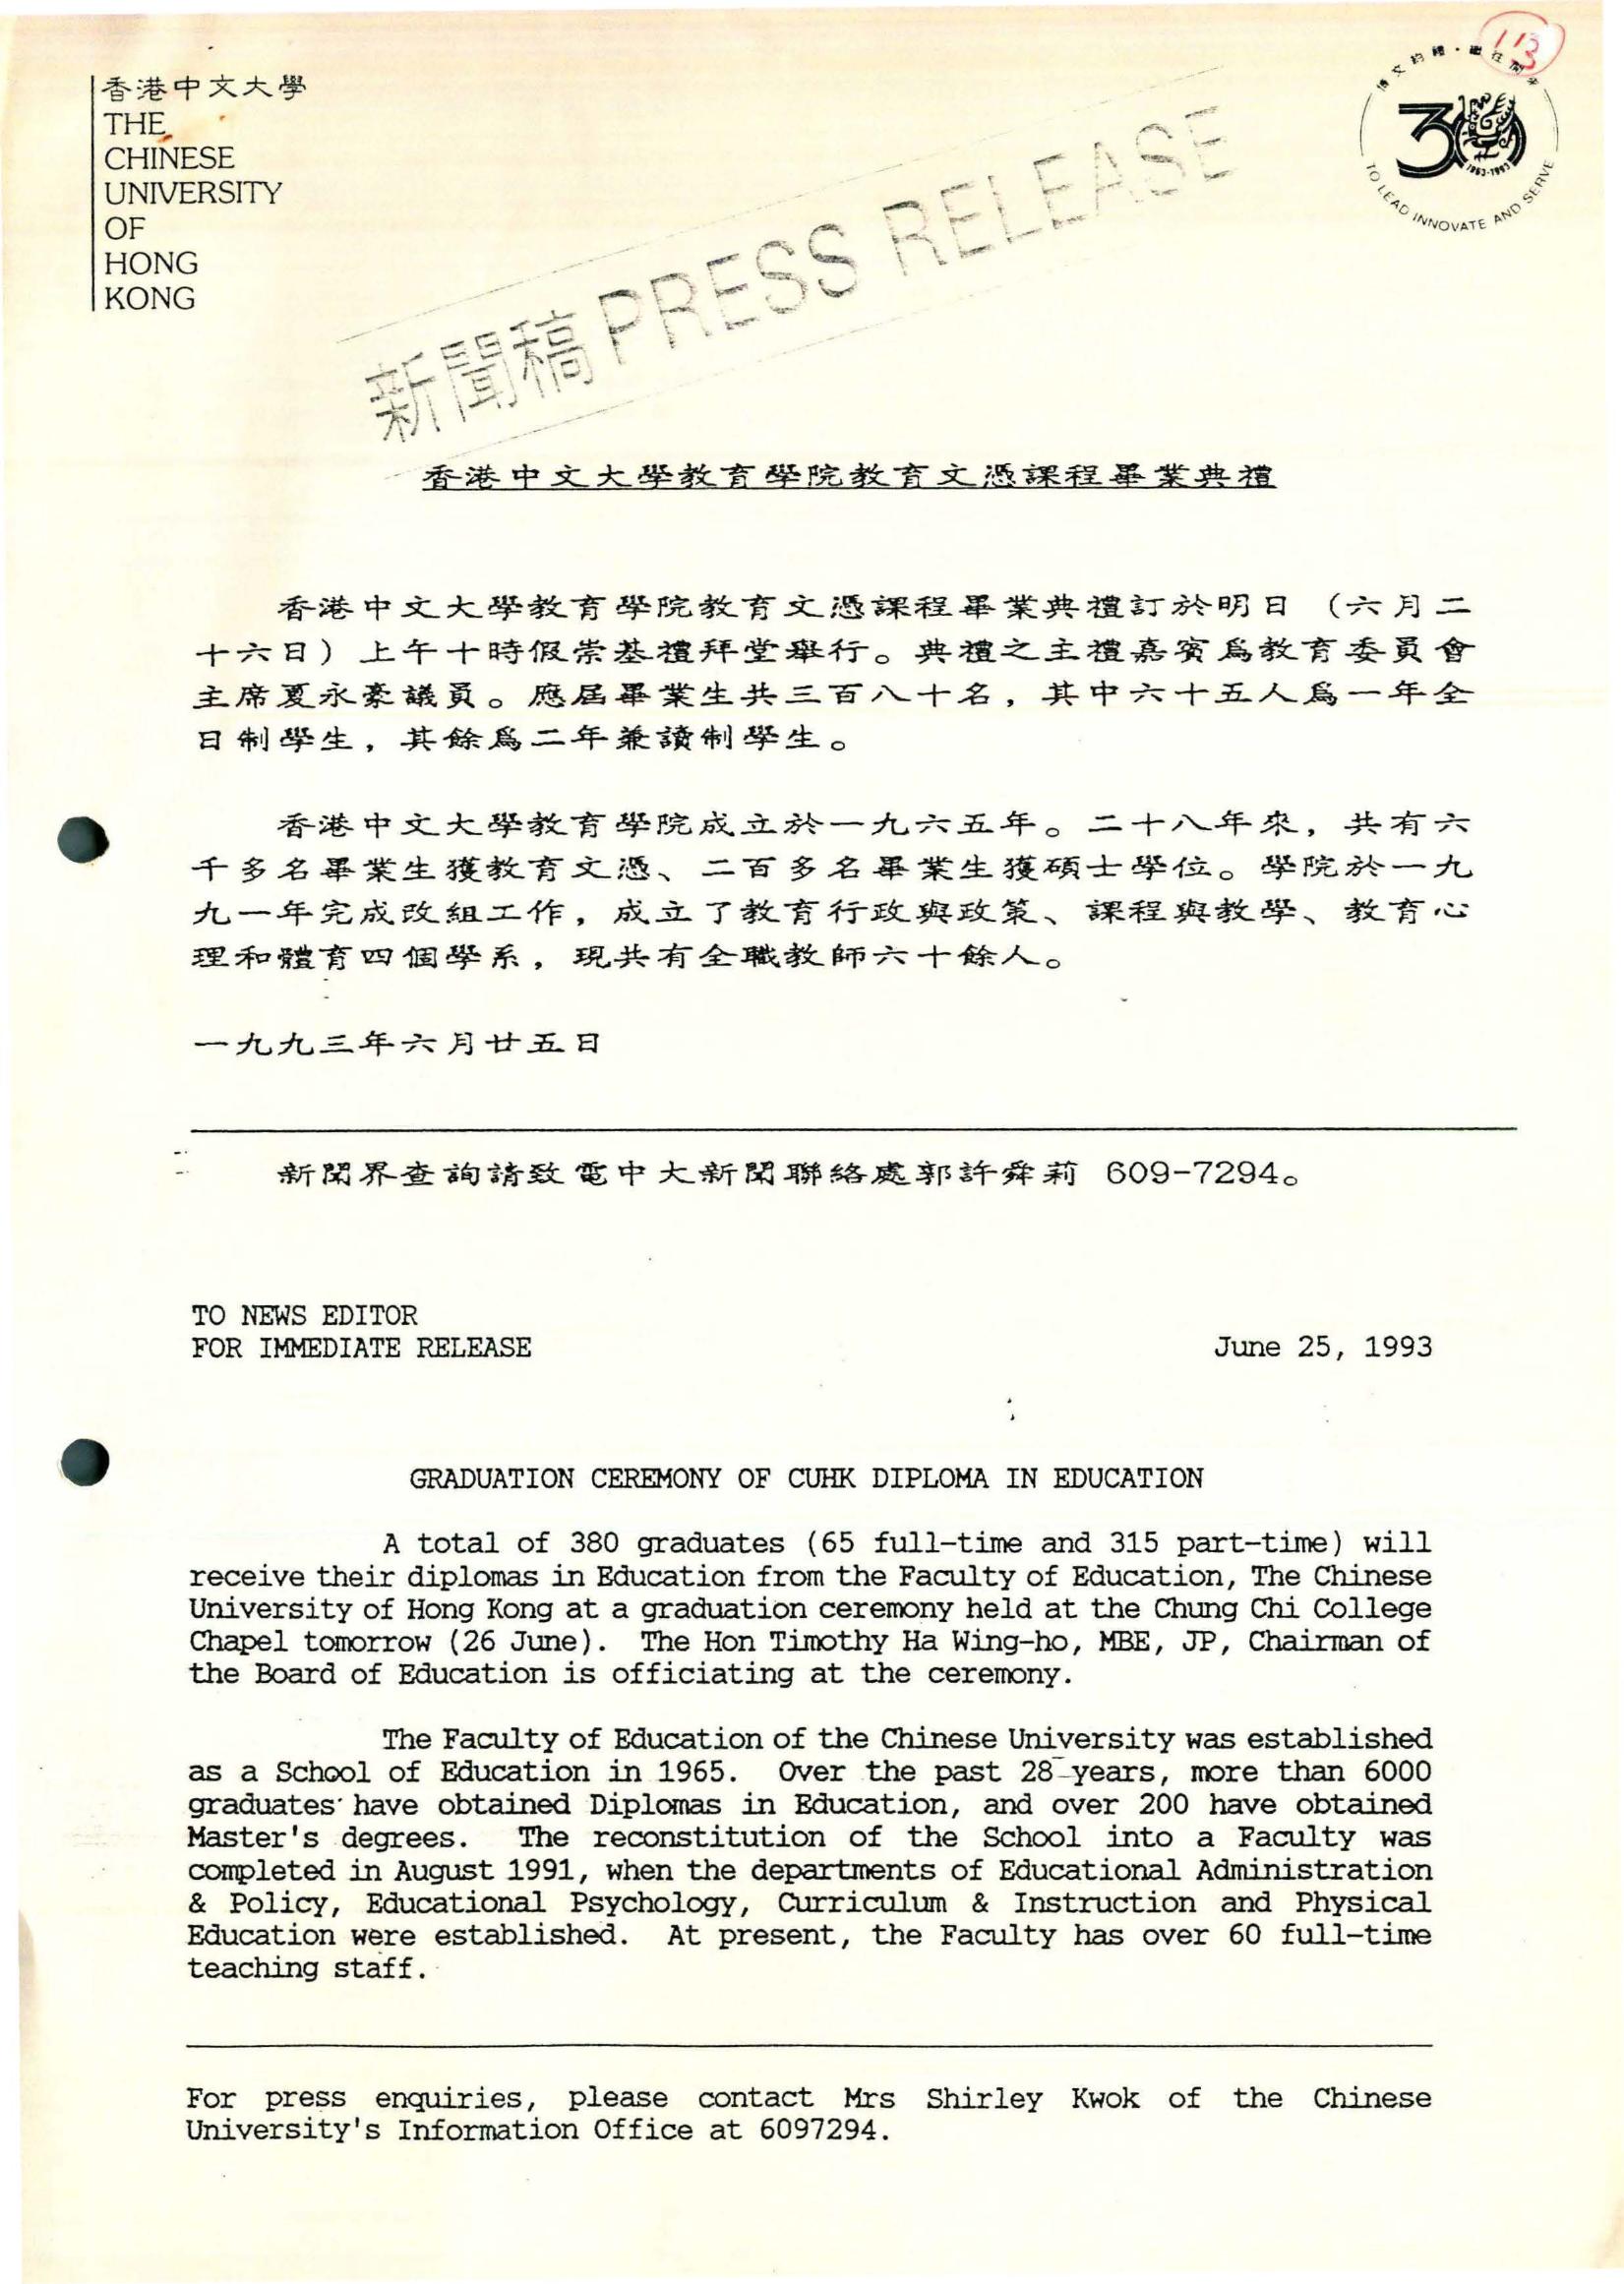 香港中文大學
THE
CHINESE
UNIVERSITY
OF
HONG
KONG
113
博文約禮・繼往開來
30
1963-1993
TO LEAD INNOVATE AND SERVE
新聞稿 PRESS RELEASE
香港中文大學教育學院教育文憑課程畢業典禮
香港中文大學教育學院教育文憑課程畢業典禮訂於明日（六月二
十六日）上午十時假崇基禮拜堂舉行。典禮之主禮嘉賓爲教育委員會
主席夏永豪議員。應屆畢業生共三百八十名，其中六十五人爲一年全
日制學生，其餘爲二年兼讀制學生。
香港中文大學教育學院成立於一九六五年。二十八年來，共有六
千多名畢業生獲教育文憑、二百多名畢業生獲碩士學位。學院於一九
九一年完成改組工作，成立了教育行政與政策、課程與教學、教育心
理和體育四個學系，現共有全職教師六十餘人。
一九九三年六月廿五日
新聞界查詢請致電中大新聞聯絡處郭許舜莉 609-7294。
TO NEWS EDITOR
FOR IMMEDIATE RELEASE June 25, 1993
GRADUATION CEREMONY OF CUHK DIPLOMA IN EDUCATION
A total of 380 graduates (65 full-time and 315 part-time) will
receive their diplomas in Education from the Faculty of Education, The Chinese
University of Hong Kong at a graduation ceremony held at the Chung Chi College
Chapel tomorrow (26 June). The Hon Timothy Ha Wing-ho, MBE, JP, Chairman of
the Board of Education is officiating at the ceremony.
The Faculty of Education of the Chinese University was established
as a School of Education in 1965. Over the past 28 years, more than 6000
graduates have obtained Diplomas in Education, and over 200 have obtained
Master's degrees. The reconstitution of the School into a Faculty was
completed in August 1991, when the departments of Educational Administration
& Policy, Educational Psychology, Curriculum & Instruction and Physical
Education were established. At present, the Faculty has over 60 full-time
teaching staff.
For press enquiries, please contact Mrs Shirley Kwok of the Chinese
University's Information Office at 6097294.